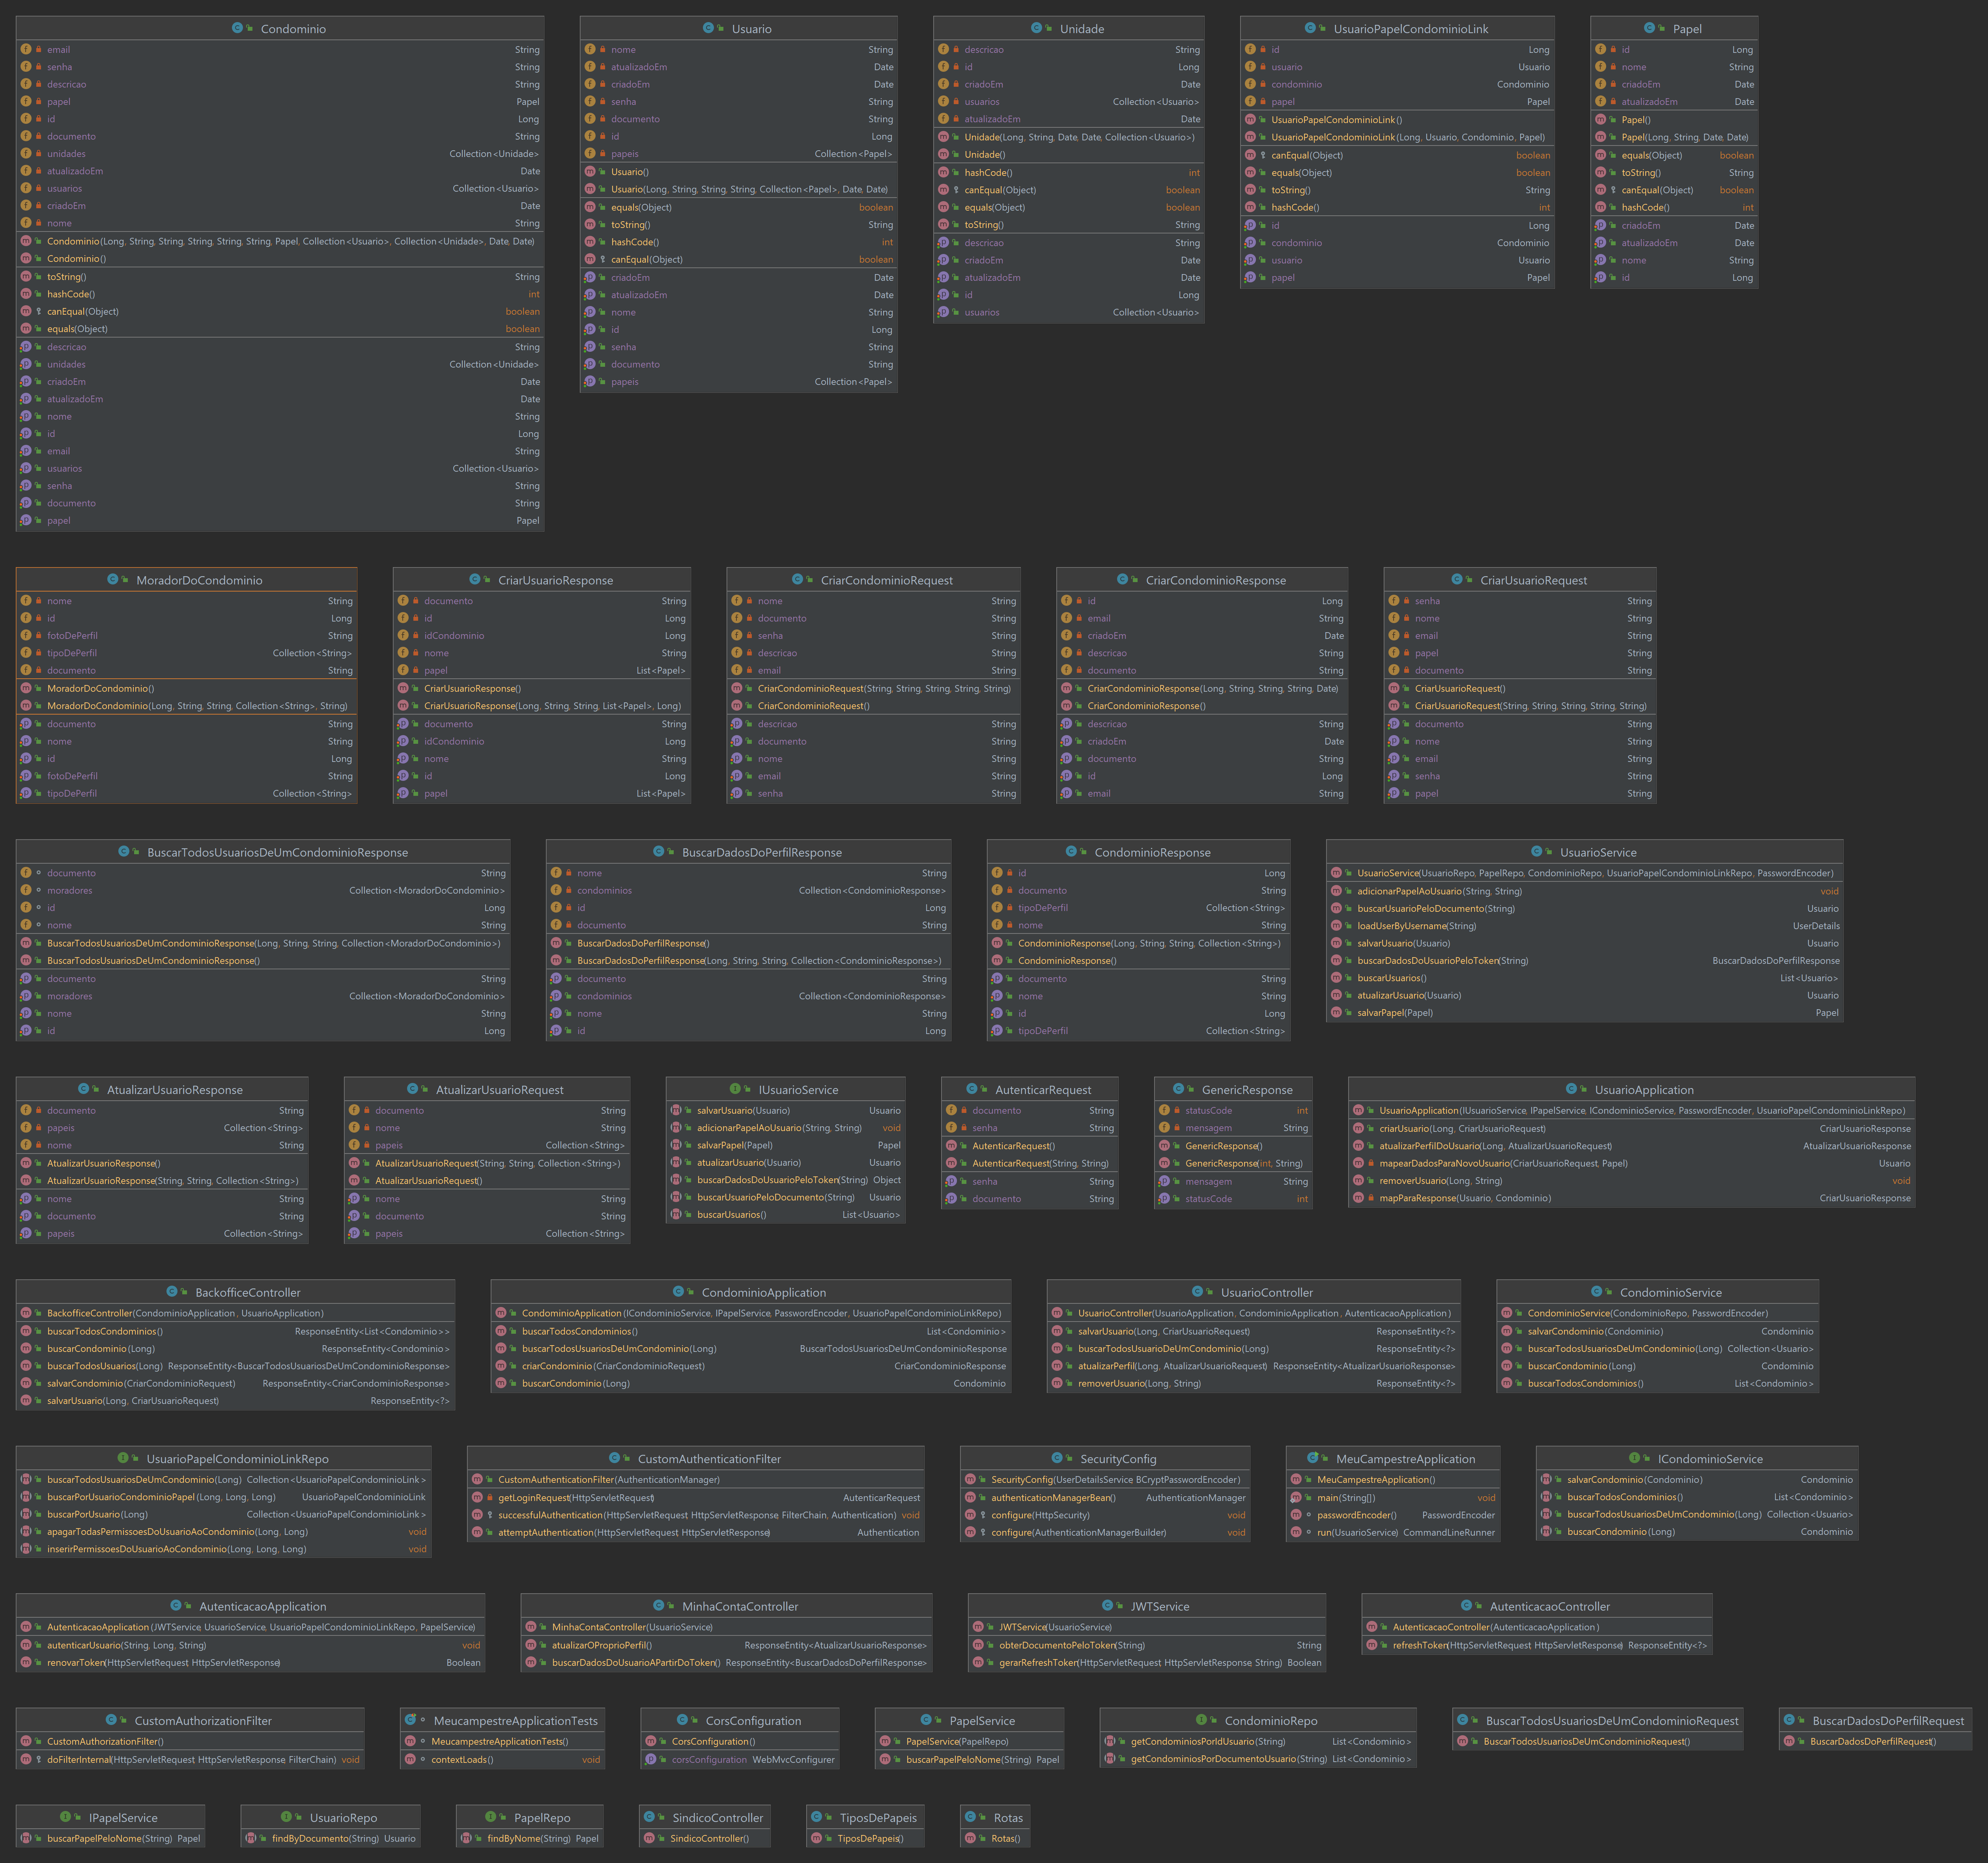 Condominio
email String
senha String
descricao String
papel Papel
id Long
documento String
unidades Collection<Unidade>
atualizadoEm Date
usuarios Collection<Usuario>
criadoEm Date
nome String
Condominio(Long, String, String, String, String, String, Papel, Collection<Usuario>, Collection<Unidade>, Date, Date)
Condominio()
toString() String
hashCode() int
canEqual(Object) boolean
equals(Object) boolean
descricao String
unidades Collection<Unidade>
criadoEm Date
atualizadoEm Date
nome String
id Long
email String
usuarios Collection<Usuario>
senha String
documento String
papel Papel
Usuario
nome String
atualizadoEm Date
criadoEm Date
senha String
documento String
id Long
papeis Collection<Papel>
Usuario()
Usuario(Long, String, String, String, Collection<Papel>, Date, Date)
equals(Object) boolean
toString() String
hashCode() int
canEqual(Object) boolean
criadoEm Date
atualizadoEm Date
nome String
id Long
senha String
documento String
papeis Collection<Papel>
Unidade
descricao String
id Long
criadoEm Date
usuarios Collection<Usuario>
atualizadoEm Date
Unidade(Long, String, Date, Date, Collection<Usuario>)
Unidade()
hashCode() int
canEqual(Object) boolean
equals(Object) boolean
toString() String
descricao String
criadoEm Date
atualizadoEm Date
id Long
usuarios Collection<Usuario>
UsuarioPapelCondominioLink
id Long
usuario Usuario
condominio Condominio
papel Papel
UsuarioPapelCondominioLink()
UsuarioPapelCondominioLink(Long, Usuario, Condominio, Papel)
canEqual(Object) boolean
equals(Object) boolean
toString() String
hashCode() int
id Long
condominio Condominio
usuario Usuario
papel Papel
Papel
id Long
nome String
criadoEm Date
atualizadoEm Date
Papel()
Papel(Long, String, Date, Date)
equals(Object) boolean
toString() String
canEqual(Object) boolean
hashCode() int
criadoEm Date
atualizadoEm Date
nome String
id Long
MoradorDoCondominio
nome String
id Long
fotoDePerfil String
tipoDePerfil Collection<String>
documento String
MoradorDoCondominio()
MoradorDoCondominio(Long, String, String, Collection<String>, String)
documento String
nome String
id Long
fotoDePerfil String
tipoDePerfil Collection<String>
CriarUsuarioResponse
documento String
id Long
idCondominio Long
nome String
papel List<Papel>
CriarUsuarioResponse()
CriarUsuarioResponse(Long, String, String, List<Papel>, Long)
documento String
idCondominio Long
nome String
id Long
papel List<Papel>
CriarCondominioRequest
nome String
documento String
senha String
descricao String
email String
CriarCondominioRequest(String, String, String, String, String)
CriarCondominioRequest()
descricao String
documento String
nome String
email String
senha String
CriarCondominioResponse
id Long
email String
criadoEm Date
descricao String
documento String
CriarCondominioResponse(Long, String, String, String, Date)
CriarCondominioResponse()
descricao String
criadoEm Date
documento String
id Long
email String
CriarUsuarioRequest
senha String
nome String
email String
papel String
documento String
CriarUsuarioRequest()
CriarUsuarioRequest(String, String, String, String, String)
documento String
nome String
email String
senha String
papel String
BuscarTodosUsuariosDeUmCondominioResponse
documento String
moradores Collection<MoradorDoCondominio>
id Long
nome String
BuscarTodosUsuariosDeUmCondominioResponse(Long, String, String, Collection<MoradorDoCondominio>)
BuscarTodosUsuariosDeUmCondominioResponse()
documento String
moradores Collection<MoradorDoCondominio>
nome String
id Long
BuscarDadosDoPerfilResponse
nome String
condominios Collection<CondominioResponse>
id Long
documento String
BuscarDadosDoPerfilResponse()
BuscarDadosDoPerfilResponse(Long, String, String, Collection<CondominioResponse>)
documento String
condominios Collection<CondominioResponse>
nome String
id Long
CondominioResponse
id Long
documento String
tipoDePerfil Collection<String>
nome String
CondominioResponse(Long, String, String, Collection<String>)
CondominioResponse()
documento String
nome String
id Long
tipoDePerfil Collection<String>
UsuarioService
UsuarioService(UsuarioRepo, PapelRepo, CondominioRepo, UsuarioPapelCondominioLinkRepo, PasswordEncoder)
adicionarPapelAoUsuario(String, String) void
buscarUsuarioPeloDocumento(String) Usuario
loadUserByUsername(String) UserDetails
salvarUsuario(Usuario) Usuario
buscarDadosDoUsuarioPeloToken(String) BuscarDadosDoPerfilResponse
buscarUsuarios() List<Usuario>
atualizarUsuario(Usuario) Usuario
salvarPapel(Papel) Papel
AtualizarUsuarioResponse
documento String
papeis Collection<String>
nome String
AtualizarUsuarioResponse()
AtualizarUsuarioResponse(String, String, Collection<String>)
nome String
documento String
papeis Collection<String>
AtualizarUsuarioRequest
documento String
nome String
papeis Collection<String>
AtualizarUsuarioRequest(String, String, Collection<String>)
AtualizarUsuarioRequest()
nome String
documento String
papeis Collection<String>
IUsuarioService
salvarUsuario(Usuario) Usuario
adicionarPapelAoUsuario(String, String) void
salvarPapel(Papel) Papel
atualizarUsuario(Usuario) Usuario
buscarDadosDoUsuarioPeloToken(String) Object
buscarUsuarioPeloDocumento(String) Usuario
buscarUsuarios() List<Usuario>
AutenticarRequest
documento String
senha String
AutenticarRequest()
AutenticarRequest(String, String)
senha String
documento String
GenericResponse
statusCode int
mensagem String
GenericResponse()
GenericResponse(int, String)
mensagem String
statusCode int
UsuarioApplication
UsuarioApplication(IUsuarioService, IPapelService, ICondominioService, PasswordEncoder, UsuarioPapelCondominioLinkRepo)
criarUsuario(Long, CriarUsuarioRequest) CriarUsuarioResponse
atualizarPerfilDoUsuario(Long, AtualizarUsuarioRequest) AtualizarUsuarioResponse
mapearDadosParaNovoUsuario(CriarUsuarioRequest, Papel) Usuario
removerUsuario(Long, String) void
mapParaResponse(Usuario, Condominio) CriarUsuarioResponse
BackofficeController
BackofficeController(CondominioApplication, UsuarioApplication)
buscarTodosCondominios() ResponseEntity<List<Condominio>>
buscarCondominio(Long) ResponseEntity<Condominio>
buscarTodosUsuarios(Long) ResponseEntity<BuscarTodosUsuariosDeUmCondominioResponse>
salvarCondominio(CriarCondominioRequest) ResponseEntity<CriarCondominioResponse>
salvarUsuario(Long, CriarUsuarioRequest) ResponseEntity<?>
CondominioApplication
CondominioApplication(ICondominioService, IPapelService, PasswordEncoder, UsuarioPapelCondominioLinkRepo)
buscarTodosCondominios() List<Condominio>
buscarTodosUsuariosDeUmCondominio(Long) BuscarTodosUsuariosDeUmCondominioResponse
criarCondominio(CriarCondominioRequest) CriarCondominioResponse
buscarCondominio(Long) Condominio
UsuarioController
UsuarioController(UsuarioApplication, CondominioApplication, AutenticacaoApplication)
salvarUsuario(Long, CriarUsuarioRequest) ResponseEntity<?>
buscarTodosUsuarioDeUmCondominio(Long) ResponseEntity<?>
atualizarPerfil(Long, AtualizarUsuarioRequest) ResponseEntity<AtualizarUsuarioResponse>
removerUsuario(Long, String) ResponseEntity<?>
CondominioService
CondominioService(CondominioRepo, PasswordEncoder)
salvarCondominio(Condominio) Condominio
buscarTodosUsuariosDeUmCondominio(Long) Collection<Usuario>
buscarCondominio(Long) Condominio
buscarTodosCondominios() List<Condominio>
UsuarioPapelCondominioLinkRepo
buscarTodosUsuariosDeUmCondominio(Long) Collection<UsuarioPapelCondominioLink>
buscarPorUsuarioCondominioPapel(Long, Long, Long) UsuarioPapelCondominioLink
buscarPorUsuario(Long) Collection<UsuarioPapelCondominioLink>
apagarTodasPermissoesDoUsuarioAoCondominio(Long, Long) void
inserirPermissoesDoUsuarioAoCondominio(Long, Long, Long) void
CustomAuthenticationFilter
CustomAuthenticationFilter(AuthenticationManager)
getLoginRequest(HttpServletRequest) AutenticarRequest
successfulAuthentication(HttpServletRequest HttpServletResponse FilterChain, Authentication) void
attemptAuthentication(HttpServletRequest HttpServletResponse) Authentication
SecurityConfig
SecurityConfig(UserDetailsService BCryptPasswordEncoder)
authenticationManagerBean() AuthenticationManager
configure(HttpSecurity) void
configure(AuthenticationManagerBuilder) void
MeuCampestreApplication
MeuCampestreApplication()
main(String[]) void
passwordEncoder() PasswordEncoder
run(UsuarioService) CommandLineRunner
ICondominioService
salvarCondominio(Condominio) Condominio
buscarTodosCondominios() List<Condominio>
buscarTodosUsuariosDeUmCondominio(Long) Collection<Usuario>
buscarCondominio(Long) Condominio
AutenticacaoApplication
AutenticacaoApplication(JWTService, UsuarioService, UsuarioPapelCondominioLinkRepo, PapelService)
autenticarUsuario(String, Long, String) void
renovarToken(HttpServletRequest HttpServletResponse) Boolean
MinhaContaController
MinhaContaController(UsuarioService)
atualizarOProprioPerfil() ResponseEntity<AtualizarUsuarioResponse>
buscarDadosDoUsuarioAPartirDoToken() ResponseEntity<BuscarDadosDoPerfilResponse>
JWTService
JWTService(UsuarioService)
obterDocumentoPeloToken(String) String
gerarRefreshToker(HttpServletRequest HttpServletResponse, String) Boolean
AutenticacaoController
AutenticacaoController(AutenticacaoApplication)
refreshToken(HttpServletRequest HttpServletResponse) ResponseEntity<?>
CustomAuthorizationFilter
CustomAuthorizationFilter()
doFilterInternal(HttpServletRequest HttpServletResponse FilterChain) void
MeucampestreApplicationTests
MeucampestreApplicationTests()
contextLoads() void
CorsConfiguration
CorsConfiguration()
corsConfiguration WebMvcConfigurer
PapelService
PapelService(PapelRepo)
buscarPapelPeloNome(String) Papel
CondominioRepo
getCondominiosPorIdUsuario(String) List<Condominio>
getCondominiosPorDocumentoUsuario(String) List<Condominio>
BuscarTodosUsuariosDeUmCondominioRequest
BuscarTodosUsuariosDeUmCondominioRequest()
BuscarDadosDoPerfilRequest
BuscarDadosDoPerfilRequest()
IPapelService
buscarPapelPeloNome(String) Papel
UsuarioRepo
findByDocumento(String) Usuario
PapelRepo
findByNome(String) Papel
SindicoController
SindicoController()
TiposDePapeis
TiposDePapeis()
Rotas
Rotas()